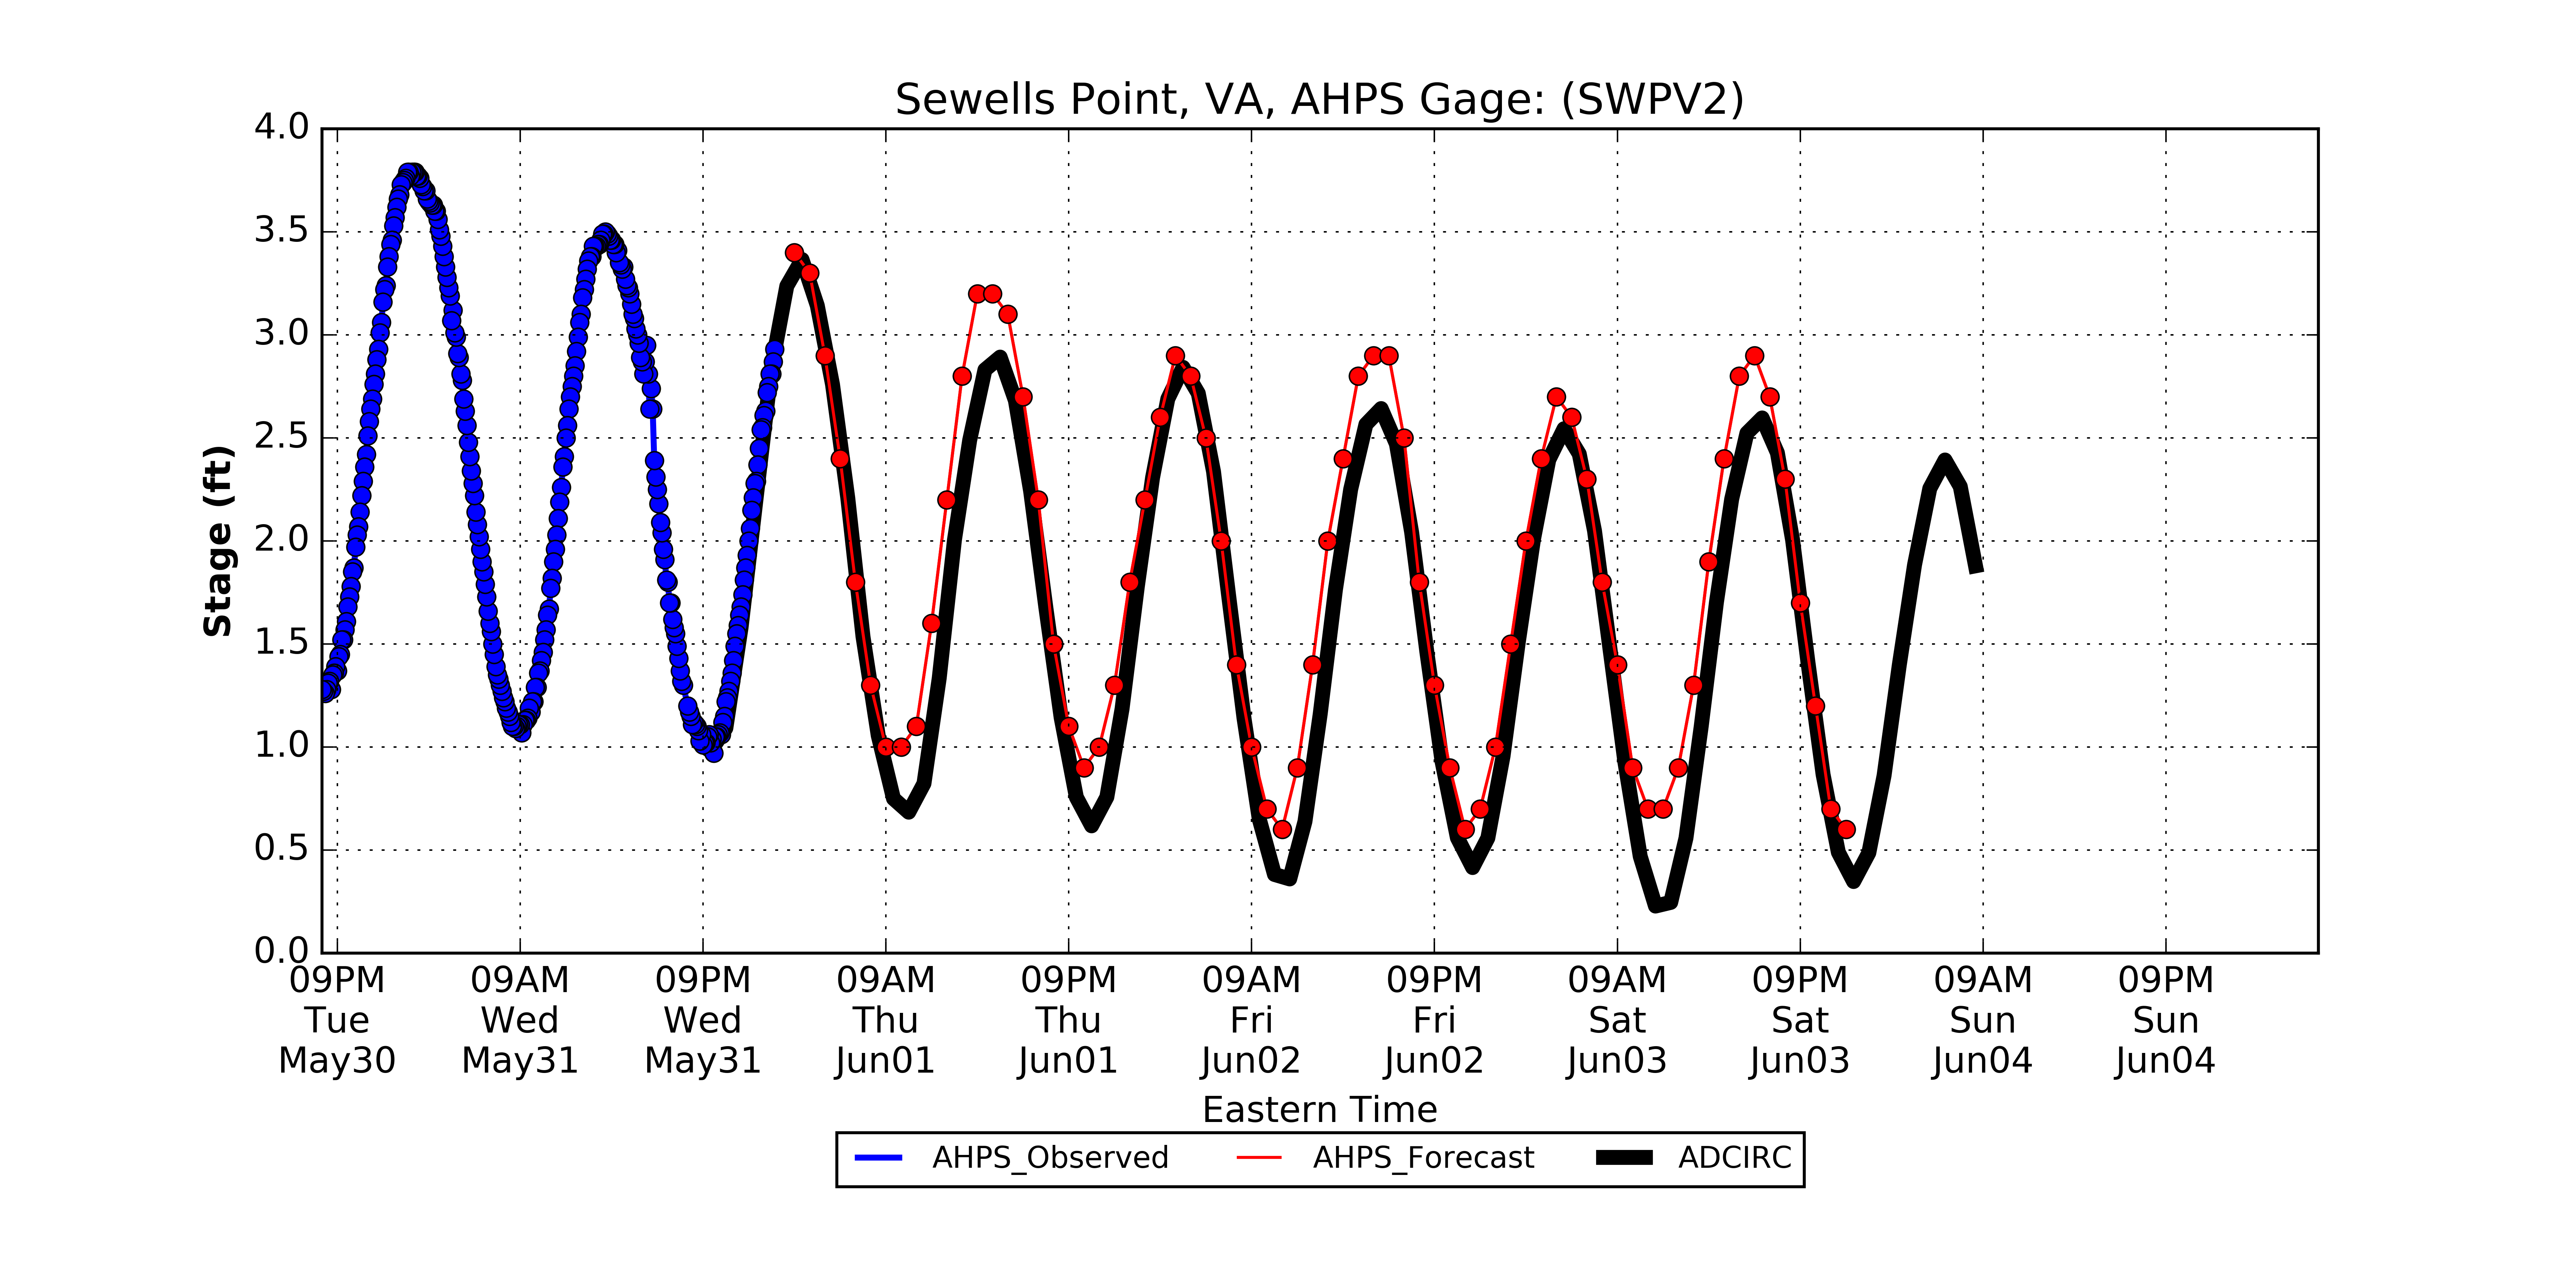 Sewells Point, VA, AHPS Gage: (SWPV2)
4.0
3.5
3.0
2.5
2.0
1.5
1.0
0.5
0.0
Stage (ft)
09PM 09AM 09PM 09AM 09PM 09AM 09PM 09AM 09PM 09AM 09PM
Tue Wed Wed Thu Thu Fri Fri Sat Sat Sun Sun
May30 May31 May31 Jun01 Jun01 Jun02 Jun02 Jun03 Jun03 Jun04 Jun04
Eastern Time
AHPS_Observed AHPS_Forecast ADCIRC